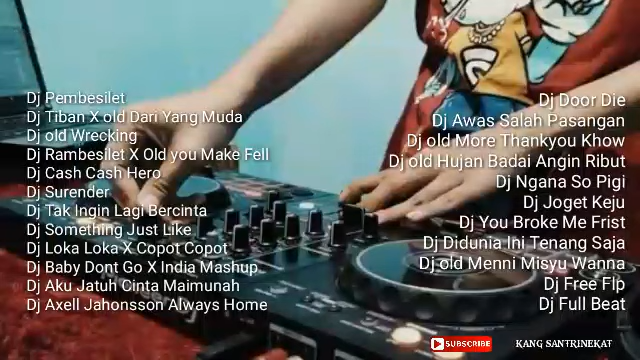 Dj Pembesilet
Dj Tiban X old Dari Yang Muda
Dj old Wrecking
Dj Rambesilet X Old you Make Fell
Dj Cash Cash Hero
Dj Surender
Dj Tak Ingin Lagi Bercinta
Dj Something Just Like
Dj Loka Loka X Copot Copot
Dj Baby Dont Go X India Mashup
Dj Aku Jatuh Cinta Maimunah
Dj Axell Jahonsson Always Home
Dj Door Die
Dj Awas Salah Pasangan
Dj old More Thankyou Khow
Dj old Hujan Badai Angin Ribut
Dj Ngana So Pigi
Dj Joget Keju
Dj You Broke Me Frist
Dj Didunia Ini Tenang Saja
Dj old Menni Misyu Wanna
Dj Free Flp
Dj Full Beat
SUBSCRIBE
KANG SANTRINEKAT